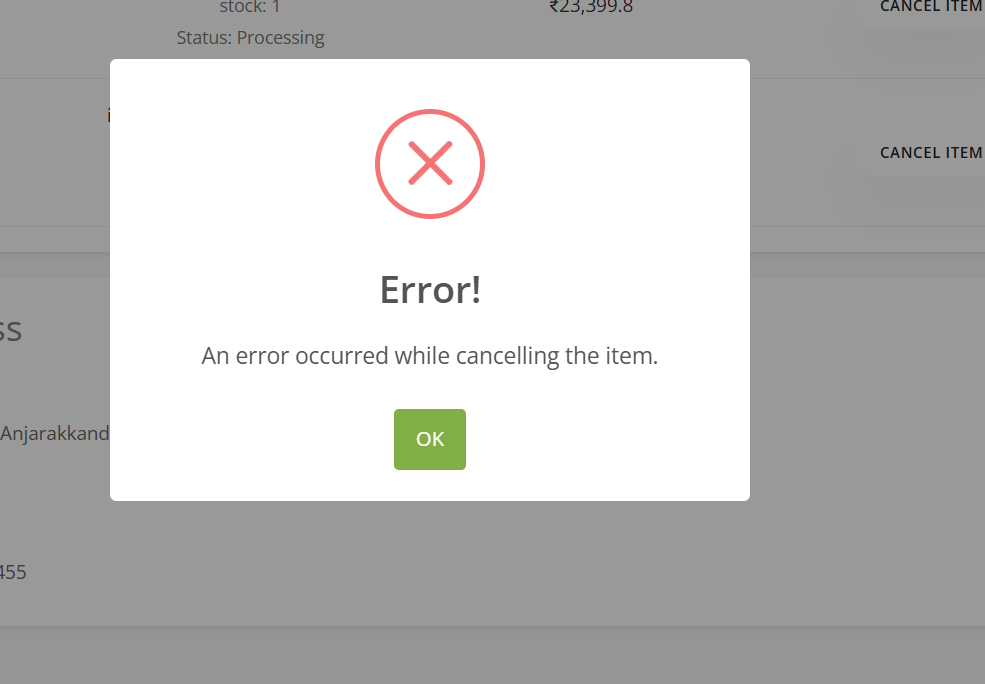 stock: 1
₹23,399.8
CANCEL ITEM
Status: Processing
CANCEL ITEM
Error!
An error occurred while cancelling the item.
OK
Anjarakkand
455